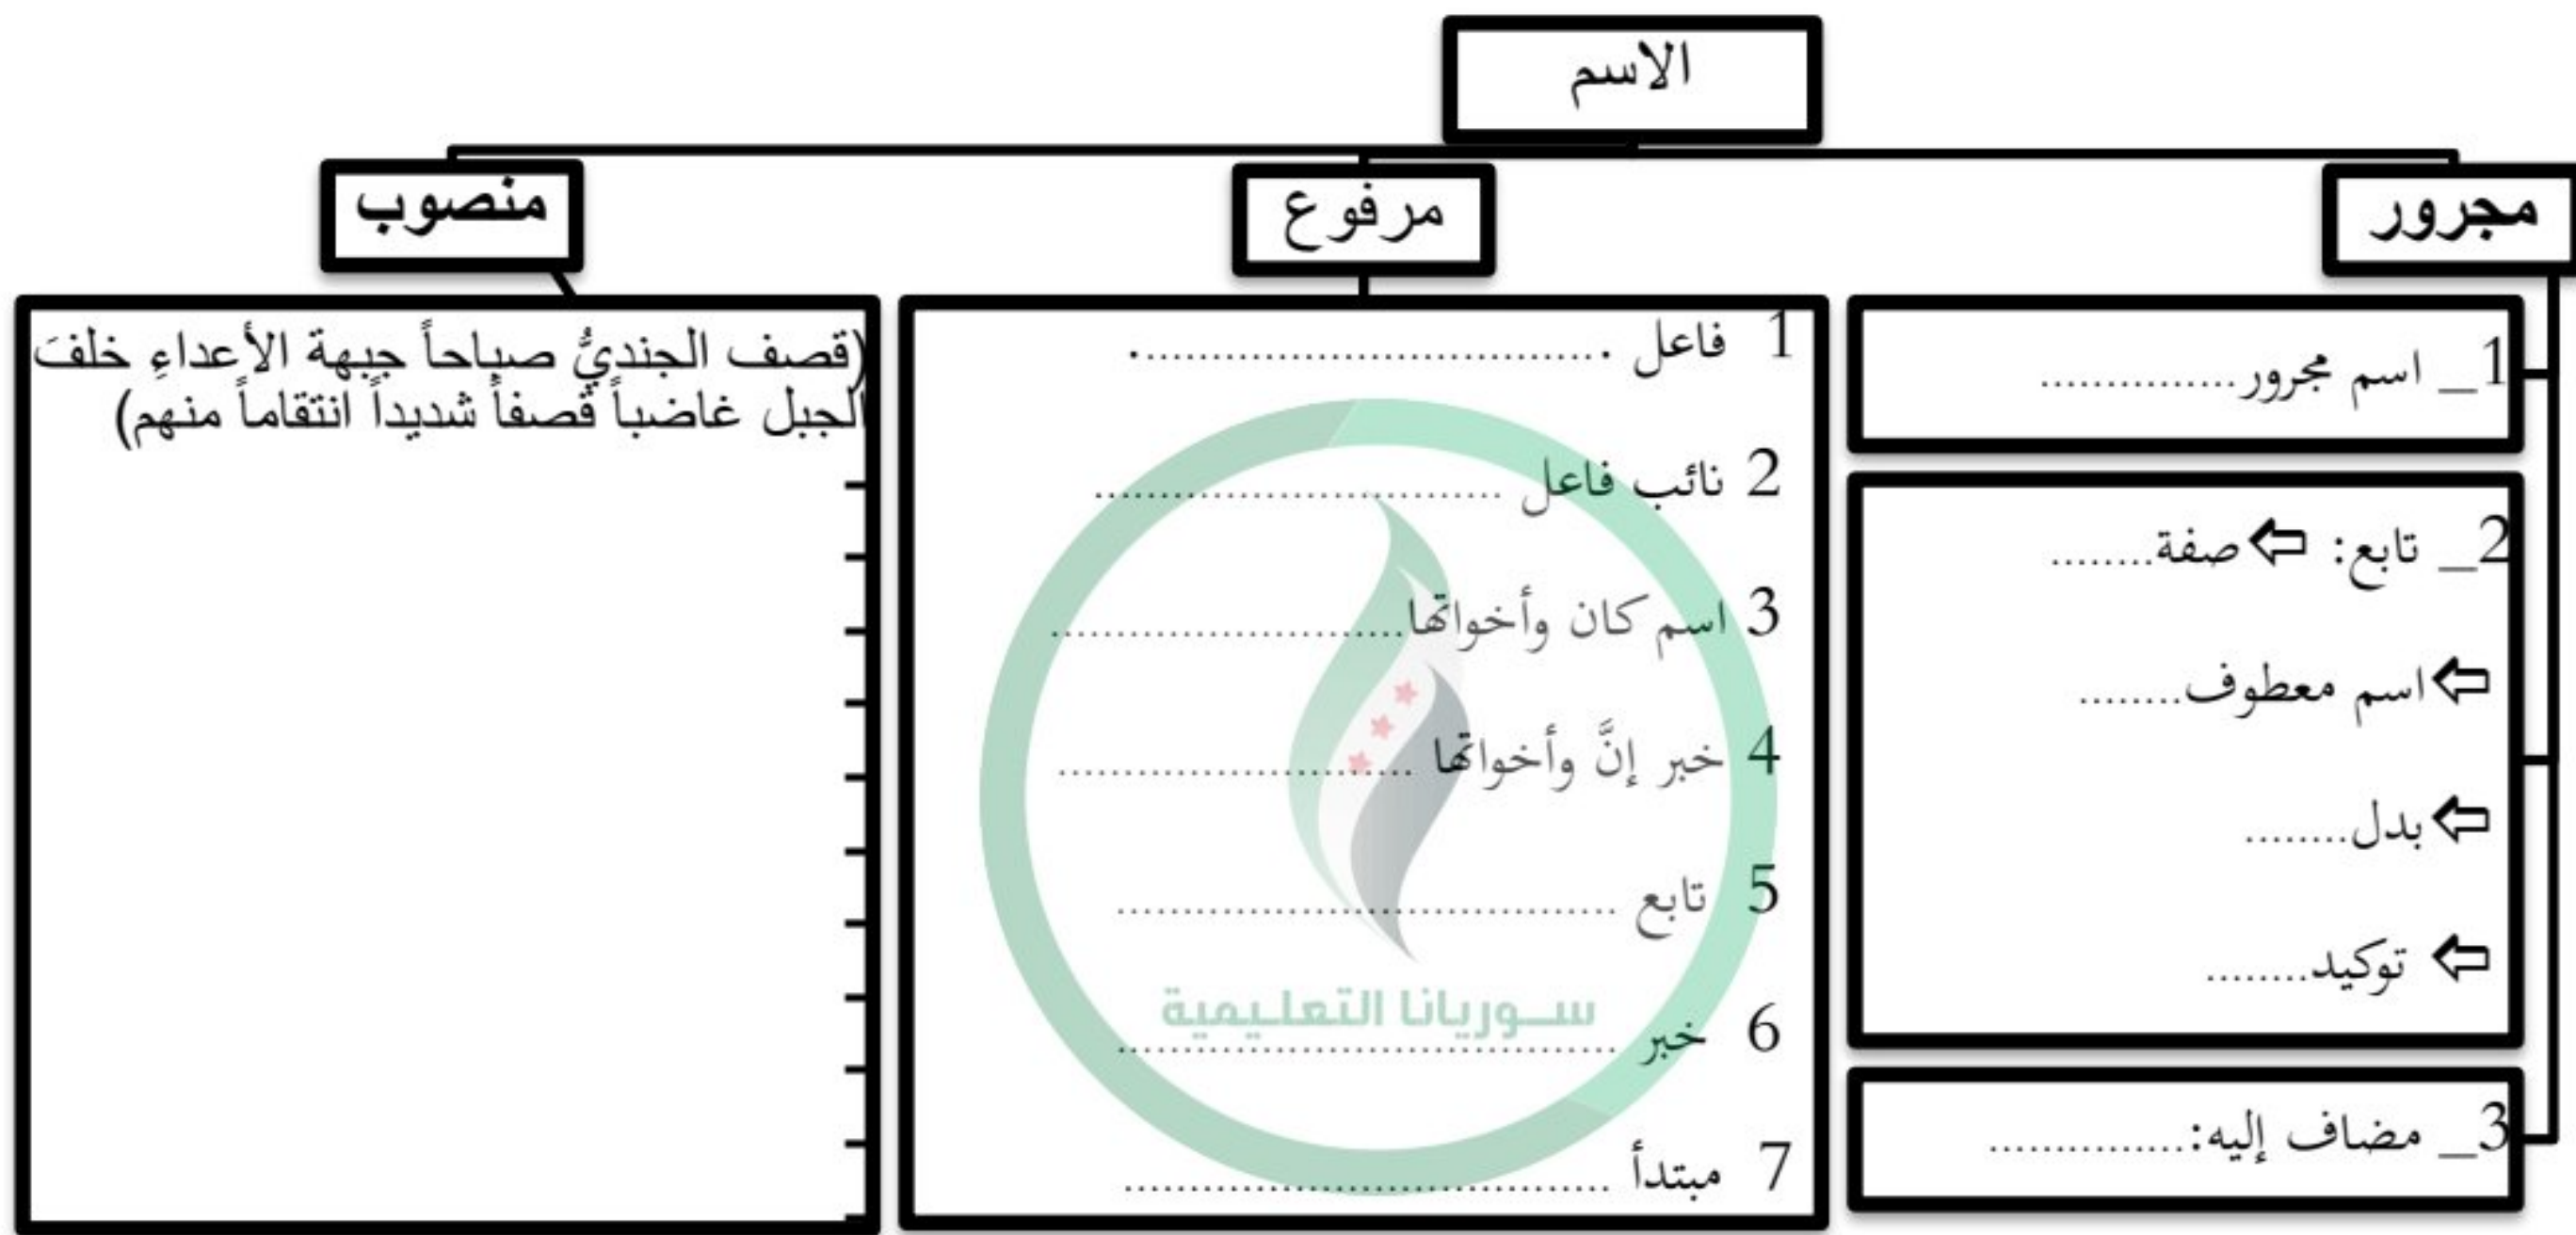 الاسم
مجرور
مرفوع
منصوب
1_ اسم مجرور...............
2_ تابع: ⇦صفة........
⇦اسم معطوف........
⇦بدل........
⇦ توكيد........
3_ مضاف إليه:...............
1 فاعل ...................................
2 نائب فاعل ...............................
3 اسم كان وأخواتها...........................
4 خبر إنَّ وأخواتها ...........................
5 تابع ......................................
6 خبر ......................................
7 مبتدأ .....................................
سوريانا التعليمية
(قصف الجنديُّ صباحاً جبهة الأعداءِ خلفَ
الجبل غاضباً قصفاً شديداً انتقاماً منهم)
-
-
-
-
-
-
-
-
-
-
-